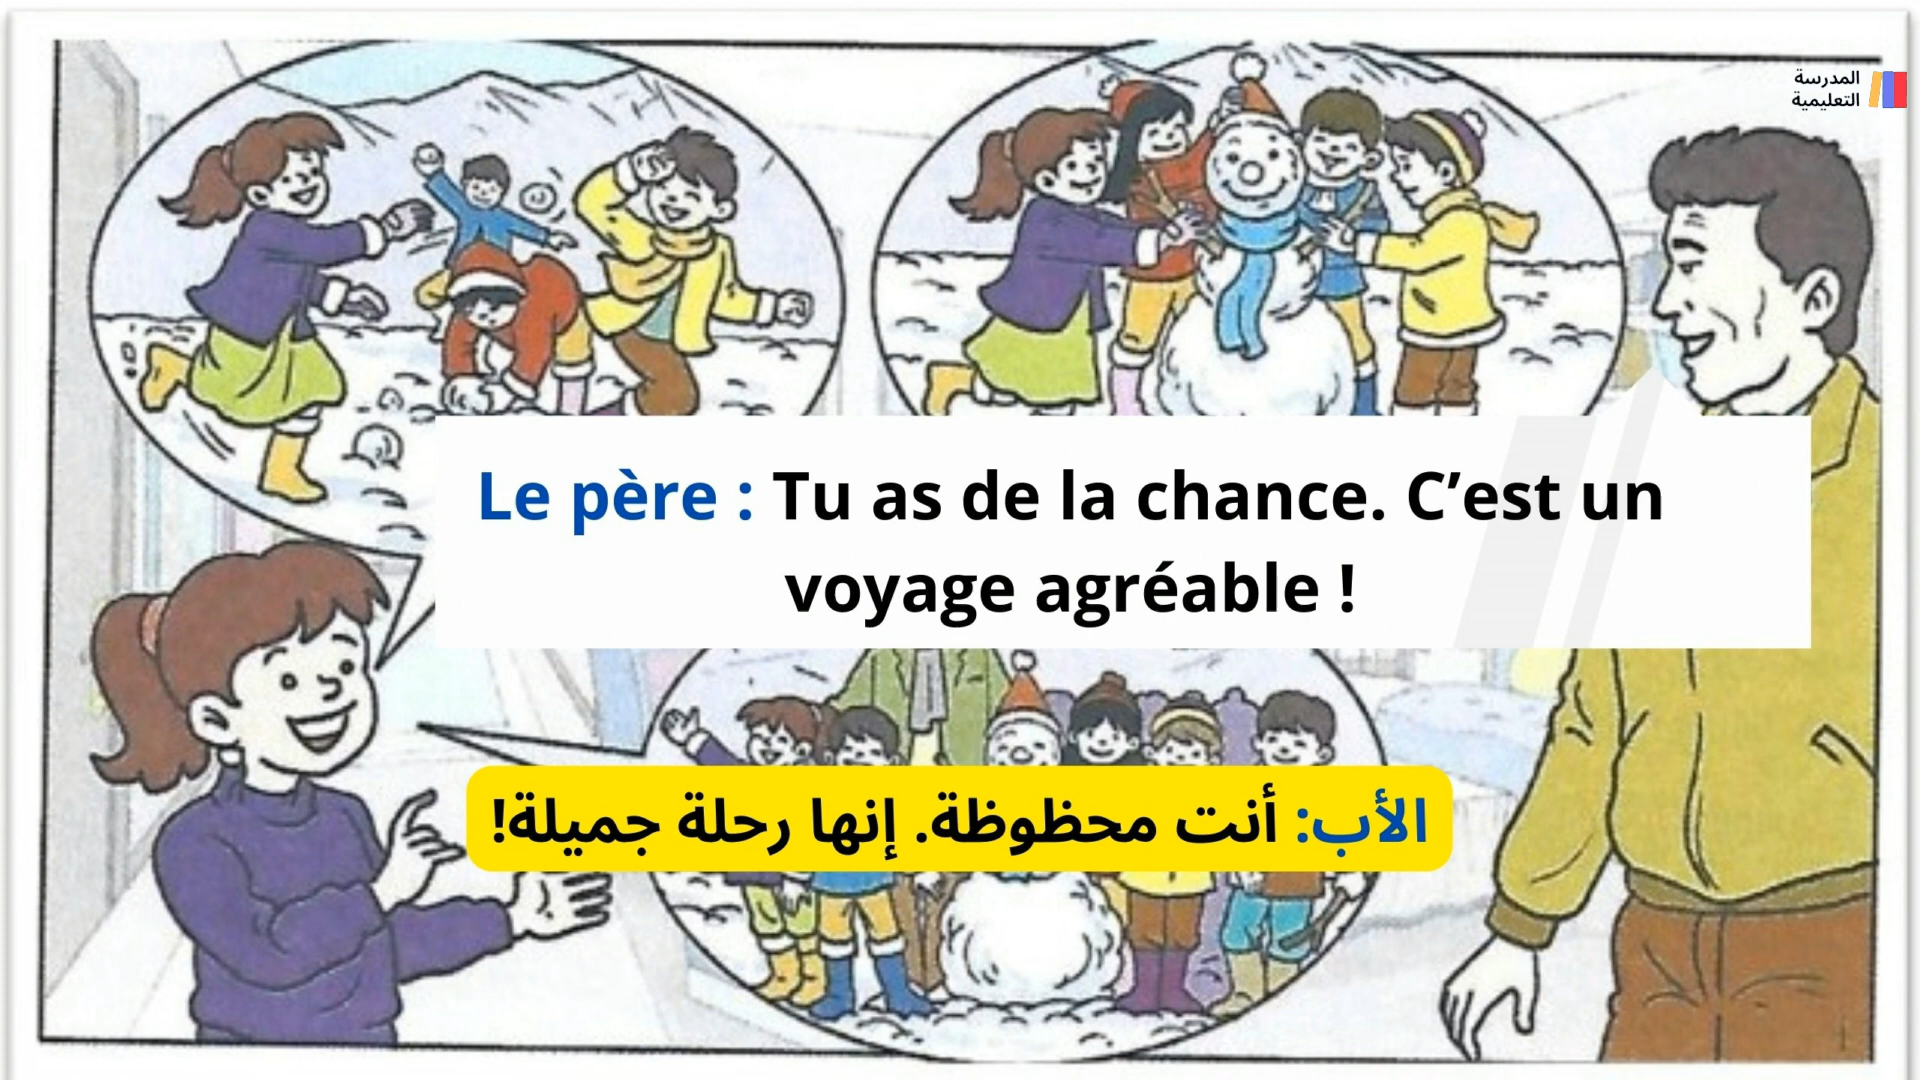 المدرسة
التعليمية
Le père : Tu as de la chance. C’est un
voyage agréable !
الأب: أنت محظوظة. إنها رحلة جميلة!